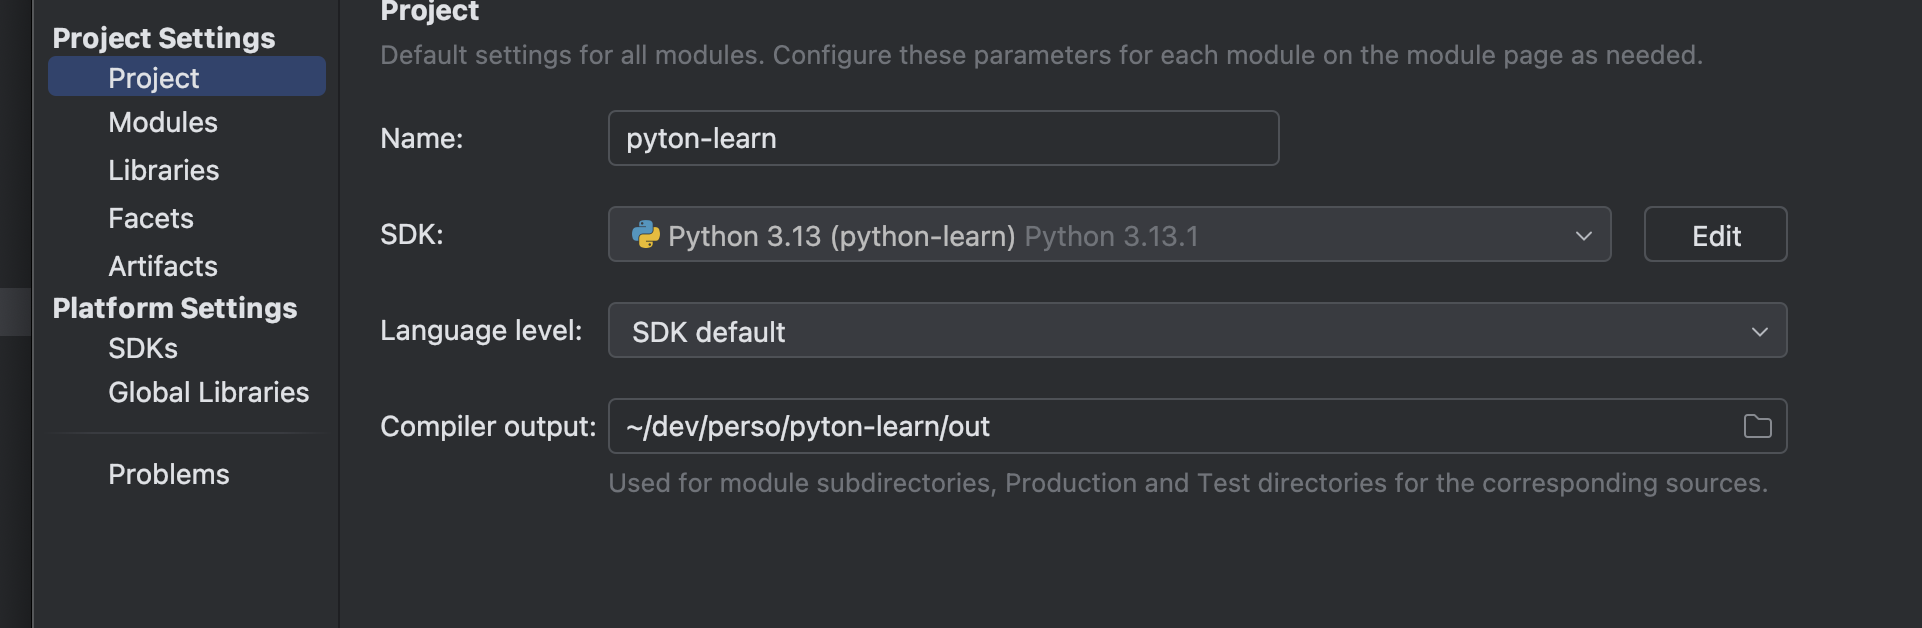 Project Settings
Project
Modules
Libraries
Facets
Artifacts
Platform Settings
SDKs
Global Libraries
Problems
Project
Default settings for all modules. Configure these parameters for each module on the module page as needed.
Name:
pyton-learn
SDK:
Python 3.13 (python-learn) Python 3.13.1
Edit
Language level:
SDK default
Compiler output:
~/dev/perso/pyton-learn/out
Used for module subdirectories, Production and Test directories for the corresponding sources.